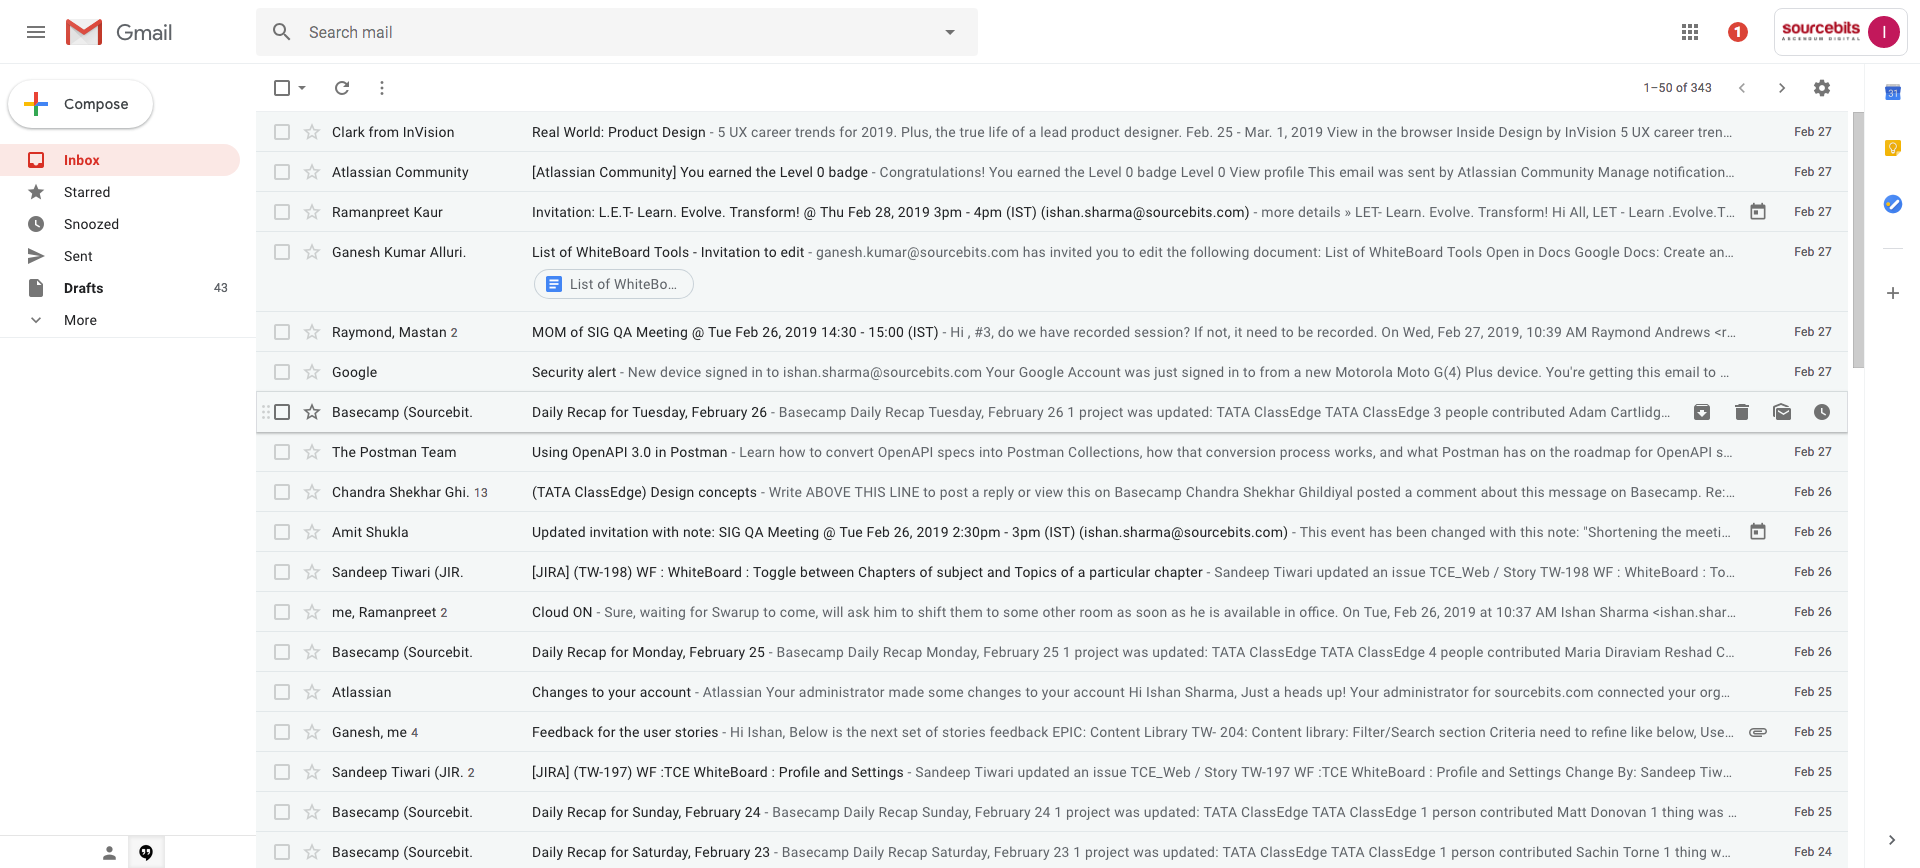 Gmail
Search mail
1
sourcebits
ASCENDUM DIGITAL
I
Compose
1–50 of 343
31
Inbox
Starred
Snoozed
Sent
Drafts 43
More
Clark from InVision Real World: Product Design - 5 UX career trends for 2019. Plus, the true life of a lead product designer. Feb. 25 - Mar. 1, 2019 View in the browser Inside Design by InVision 5 UX career tren… Feb 27
Atlassian Community [Atlassian Community] You earned the Level 0 badge - Congratulations! You earned the Level 0 badge Level 0 View profile This email was sent by Atlassian Community Manage notification… Feb 27
Ramanpreet Kaur Invitation: L.E.T- Learn. Evolve. Transform! @ Thu Feb 28, 2019 3pm - 4pm (IST) (ishan.sharma@sourcebits.com) - more details » LET- Learn. Evolve. Transform! Hi All, LET - Learn .Evolve.T… Feb 27
Ganesh Kumar Alluri. List of WhiteBoard Tools - Invitation to edit - ganesh.kumar@sourcebits.com has invited you to edit the following document: List of WhiteBoard Tools Open in Docs Google Docs: Create an… Feb 27
List of WhiteBo…
Raymond, Mastan 2 MOM of SIG QA Meeting @ Tue Feb 26, 2019 14:30 - 15:00 (IST) - Hi , #3, do we have recorded session? If not, it need to be recorded. On Wed, Feb 27, 2019, 10:39 AM Raymond Andrews <r… Feb 27
Google Security alert - New device signed in to ishan.sharma@sourcebits.com Your Google Account was just signed in to from a new Motorola Moto G(4) Plus device. You're getting this email to … Feb 27
Basecamp (Sourcebit. Daily Recap for Tuesday, February 26 - Basecamp Daily Recap Tuesday, February 26 1 project was updated: TATA ClassEdge TATA ClassEdge 3 people contributed Adam Cartlidg…
The Postman Team Using OpenAPI 3.0 in Postman - Learn how to convert OpenAPI specs into Postman Collections, how that conversion process works, and what Postman has on the roadmap for OpenAPI s… Feb 27
Chandra Shekhar Ghi. 13 (TATA ClassEdge) Design concepts - Write ABOVE THIS LINE to post a reply or view this on Basecamp Chandra Shekhar Ghildiyal posted a comment about this message on Basecamp. Re:… Feb 26
Amit Shukla Updated invitation with note: SIG QA Meeting @ Tue Feb 26, 2019 2:30pm - 3pm (IST) (ishan.sharma@sourcebits.com) - This event has been changed with this note: "Shortening the meeti… Feb 26
Sandeep Tiwari (JIR. [JIRA] (TW-198) WF : WhiteBoard : Toggle between Chapters of subject and Topics of a particular chapter - Sandeep Tiwari updated an issue TCE_Web / Story TW-198 WF : WhiteBoard : To… Feb 26
me, Ramanpreet 2 Cloud ON - Sure, waiting for Swarup to come, will ask him to shift them to some other room as soon as he is available in office. On Tue, Feb 26, 2019 at 10:37 AM Ishan Sharma <ishan.shar… Feb 26
Basecamp (Sourcebit. Daily Recap for Monday, February 25 - Basecamp Daily Recap Monday, February 25 1 project was updated: TATA ClassEdge TATA ClassEdge 4 people contributed Maria Diraviam Reshad C… Feb 26
Atlassian Changes to your account - Atlassian Your administrator made some changes to your account Hi Ishan Sharma, Just a heads up! Your administrator for sourcebits.com connected your org… Feb 25
Ganesh, me 4 Feedback for the user stories - Hi Ishan, Below is the next set of stories feedback EPIC: Content Library TW- 204: Content library: Filter/Search section Criteria need to refine like below, Use… Feb 25
Sandeep Tiwari (JIR. 2 [JIRA] (TW-197) WF :TCE WhiteBoard : Profile and Settings - Sandeep Tiwari updated an issue TCE_Web / Story TW-197 WF :TCE WhiteBoard : Profile and Settings Change By: Sandeep Tiw… Feb 25
Basecamp (Sourcebit. Daily Recap for Sunday, February 24 - Basecamp Daily Recap Sunday, February 24 1 project was updated: TATA ClassEdge TATA ClassEdge 1 person contributed Matt Donovan 1 thing was … Feb 25
Basecamp (Sourcebit. Daily Recap for Saturday, February 23 - Basecamp Daily Recap Saturday, February 23 1 project was updated: TATA ClassEdge TATA ClassEdge 1 person contributed Sachin Torne 1 thing w… Feb 24